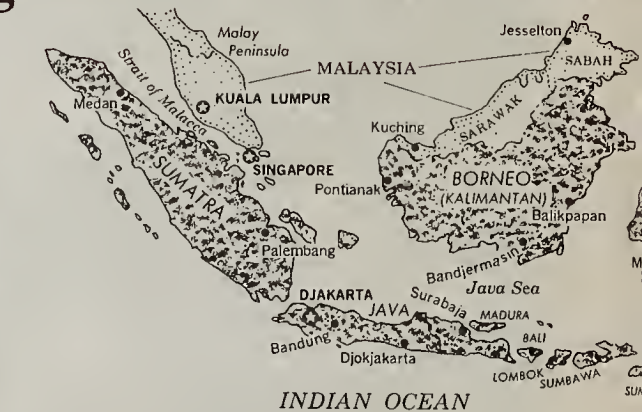 Malay
Peninsula
Jesselton
SABAH
MALAYSIA
Strait of Malacca
KUALA LUMPUR
Medan
SARAWAK
Kuching
SINGAPORE
SUMATRA
Pontianak
BORNEO
(KALIMANTAN)
Balikpapan
Palembang
Bandjermasin
Java Sea
DJAKARTA
JAVA
Surabaja
MADURA
BALI
Bandung
Djokjakarta
LOMBOK
SUMBAWA
INDIAN OCEAN